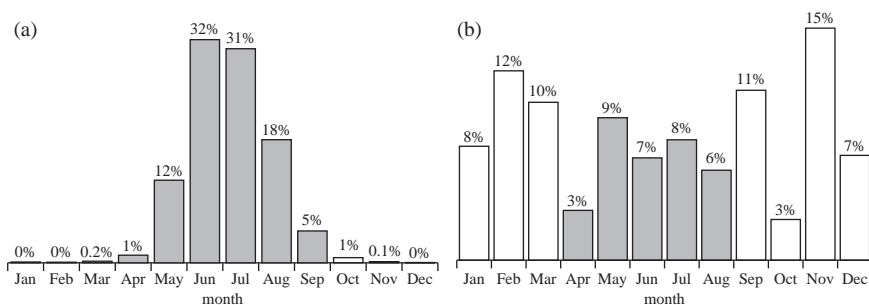 (a)
0% 0% 0.2% 1% 12% 32% 31% 18% 5% 1% 0.1% 0%
Jan Feb Mar Apr May Jun Jul Aug Sep Oct Nov Dec
month
(b)
8% 12% 10% 3% 9% 7% 8% 6% 11% 3% 15% 7%
Jan Feb Mar Apr May Jun Jul Aug Sep Oct Nov Dec
month